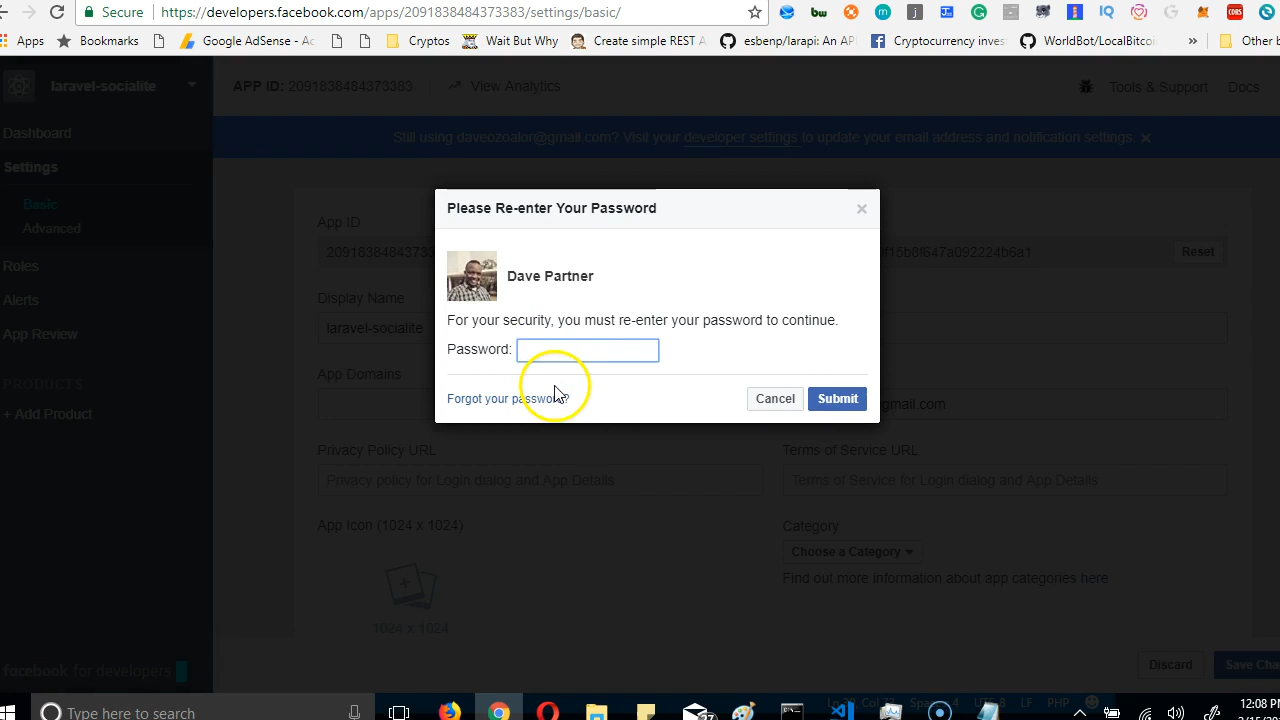 Secure https://developers.facebook.com/apps/2091838484373383/settings/basic/
Apps Bookmarks Google AdSense - Ac Cryptos Wait But Why Create simple REST A esbenp/larapi: An AP Cryptocurrency inves WorldBot/LocalBitcoi » Other b
laravel-socialite APP ID: 2091838484373383 View Analytics Tools & Support Docs
Still using daveozoalor@gmail.com? Visit your developer settings to update your email address and notification settings. ×
Dashboard
Settings
Basic
Advanced
Roles
Alerts
App Review
PRODUCTS
+ Add Product
facebook for developers
Please Re-enter Your Password ×
Dave Partner
For your security, you must re-enter your password to continue.
Password:
Forgot your password?
Cancel Submit
App ID
Reset
Display Name
laravel-socialite
App Domains
gmail.com
Privacy Policy URL Terms of Service URL
Privacy policy for Login dialog and App Details Terms of Service for Login dialog and App Details
App Icon (1024 x 1024) Category
Choose a Category
Find out more information about app categories here
1024 x 1024
Discard Save Cha
Spaces: 4 UTF-8 LF PHP
Type here to search
12:08 PM